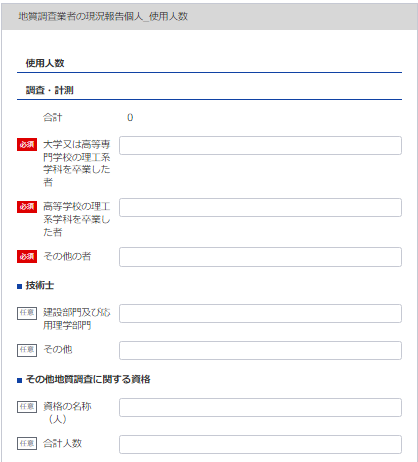 地質調査業者の現況報告個人_使用人数
使用人数
調査・計測
合計 0
必須 大学又は高等専
門学校の理工系
学科を卒業した
者
必須 高等学校の理工
系学科を卒業し
た者
必須 その他の者
技術士
任意 建設部門及び応
用理学部門
任意 その他
その他地質調査に関する資格
任意 資格の名称
（人）
任意 合計人数